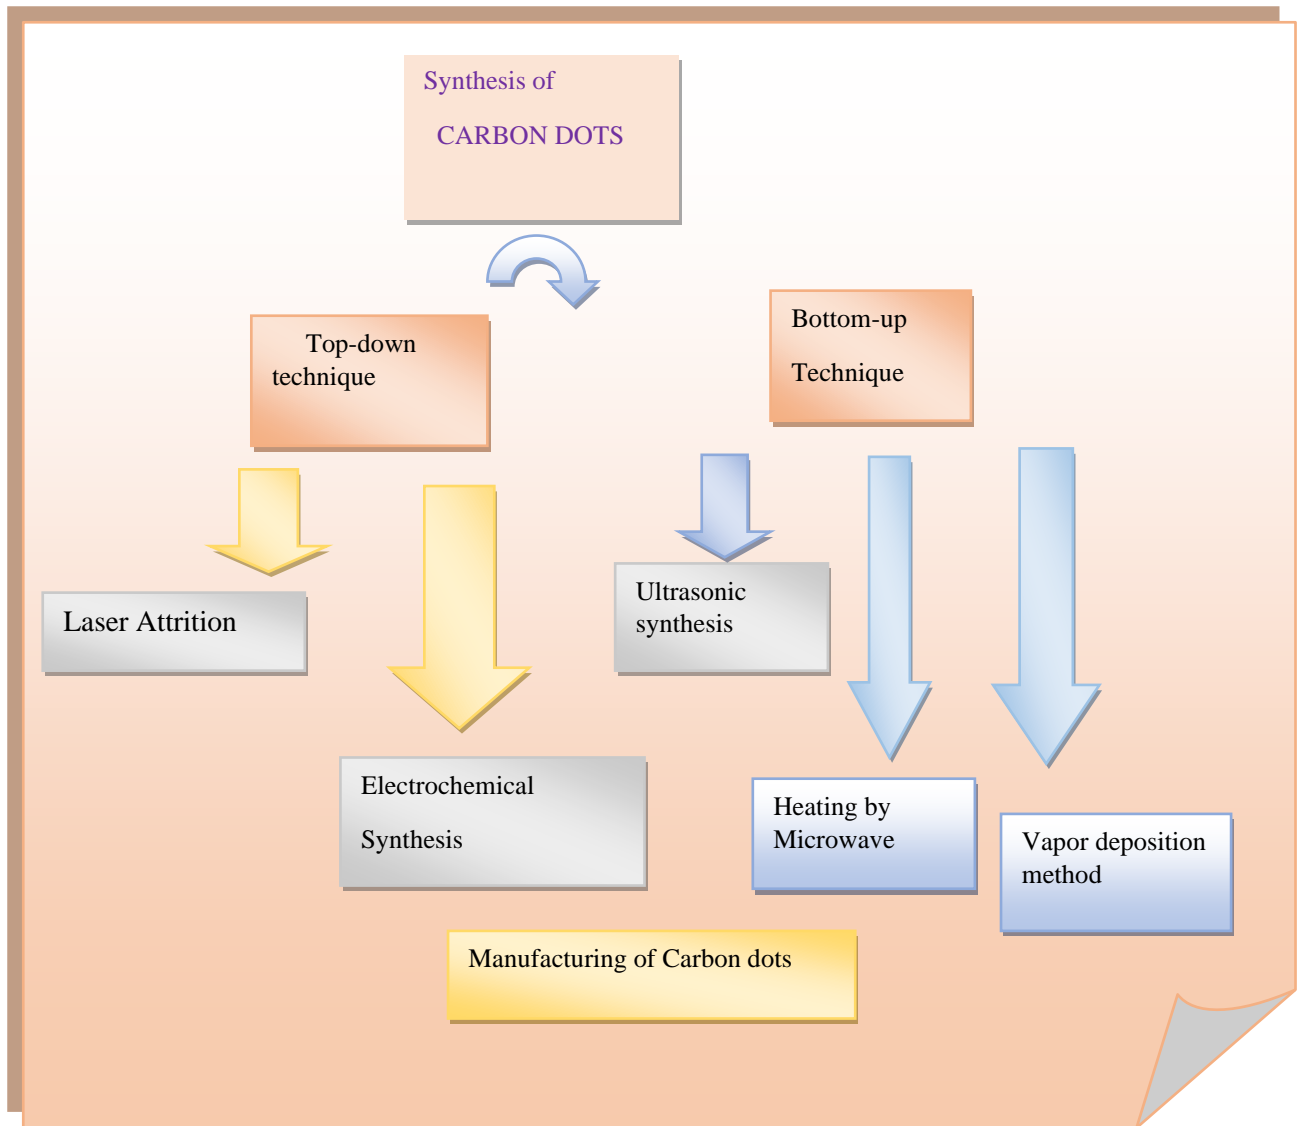 Synthesis of
CARBON DOTS
Top-down
technique
Bottom-up
Technique
Laser Attrition
Electrochemical
Synthesis
Ultrasonic
synthesis
Heating by
Microwave
Vapor deposition
method
Manufacturing of Carbon dots